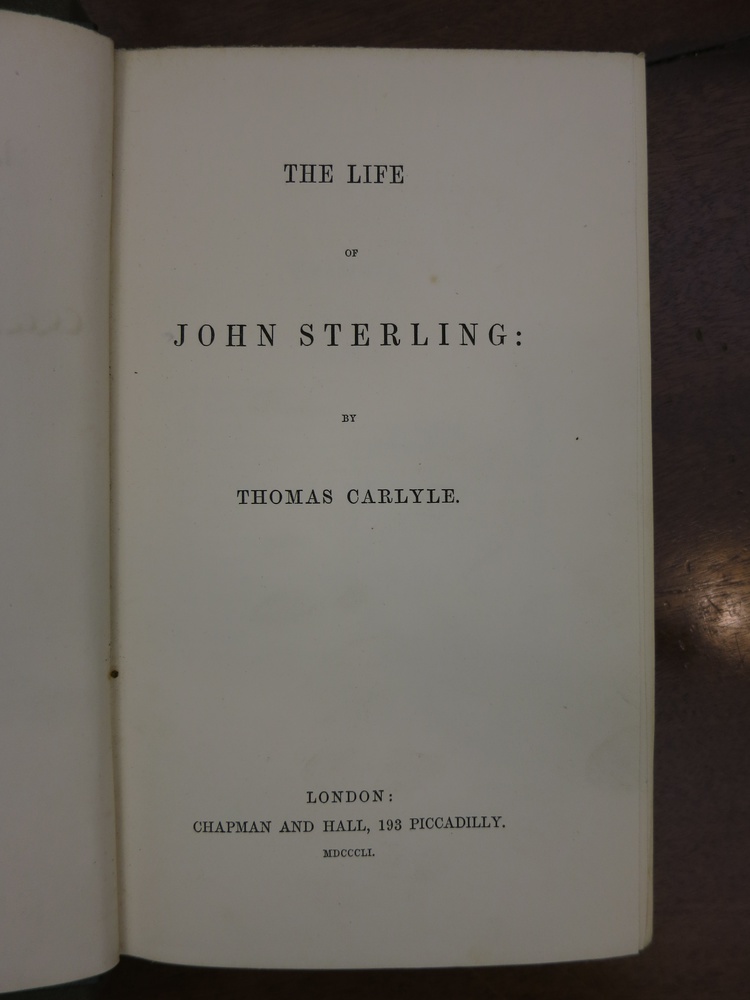 THE LIFE
OF
JOHN STERLING:
BY
THOMAS CARLYLE.
LONDON:
CHAPMAN AND HALL, 193 PICCADILLY.
MDCCCLI.